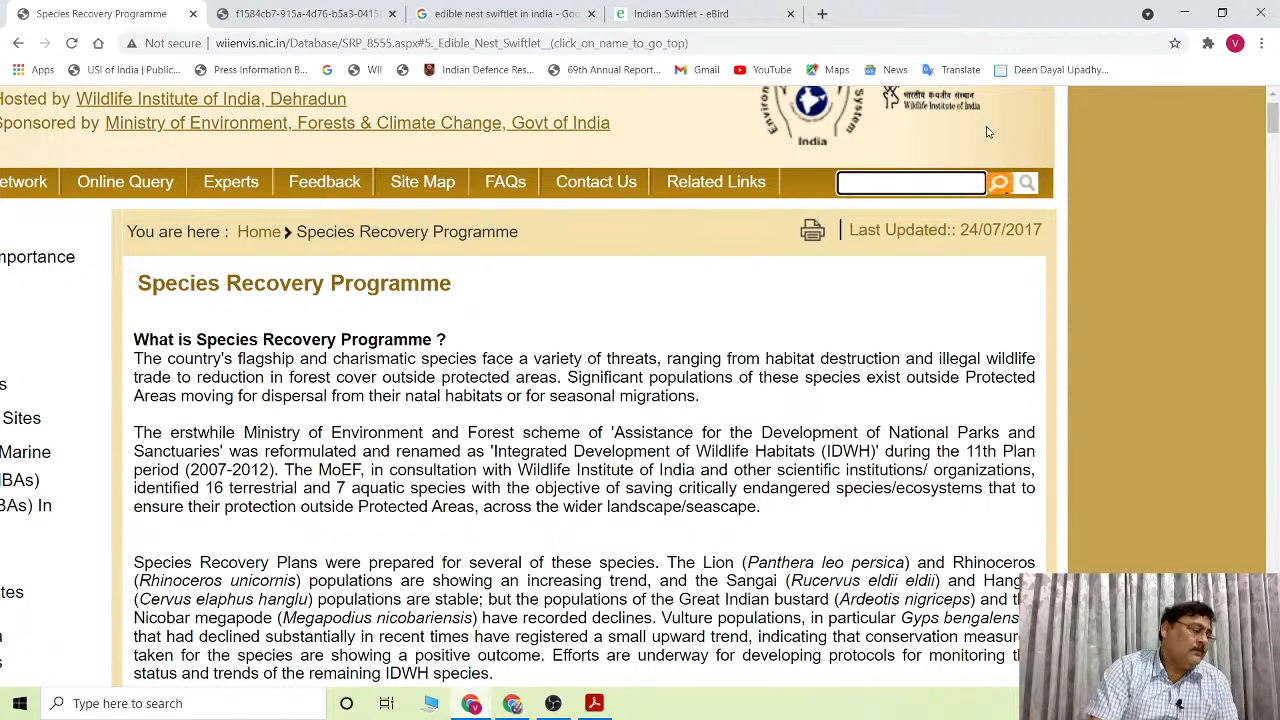 Species Recovery Programme
f1584cb7-915a-4d76-b5a3-0415
edible nest swiftlet in india - Goo
Indian Swiftlet - eBird
Not secure
wiienvis.nic.in/Database/SRP_8555.aspx#5._Edible_Nest_Swiftlet_ (click_on_name_to_go_top)
Apps
USI of India | Public...
Press Information B...
WII
Indian Defence Res...
69th Annual Report...
Gmail
YouTube
Maps
News
Translate
Deen Dayal Upadhy...
Hosted by Wildlife Institute of India, Dehradun
Sponsored by Ministry of Environment, Forests & Climate Change, Govt of India
System
India
भारतीय वन्यजीव संस्थान
Wildlife Institute of India
etwork
Online Query
Experts
Feedback
Site Map
FAQs
Contact Us
Related Links
You are here : Home Species Recovery Programme
Last Updated:: 24/07/2017
mportance
s
Sites
Marine
IBAs)
BAs) In
tes
Species Recovery Programme
What is Species Recovery Programme ?
The country's flagship and charismatic species face a variety of threats, ranging from habitat destruction and illegal wildlife
trade to reduction in forest cover outside protected areas. Significant populations of these species exist outside Protected
Areas moving for dispersal from their natal habitats or for seasonal migrations.
The erstwhile Ministry of Environment and Forest scheme of 'Assistance for the Development of National Parks and
Sanctuaries' was reformulated and renamed as 'Integrated Development of Wildlife Habitats (IDWH)' during the 11th Plan
period (2007-2012). The MoEF, in consultation with Wildlife Institute of India and other scientific institutions/ organizations,
identified 16 terrestrial and 7 aquatic species with the objective of saving critically endangered species/ecosystems that to
ensure their protection outside Protected Areas, across the wider landscape/seascape.
Species Recovery Plans were prepared for several of these species. The Lion (Panthera leo persica) and Rhinoceros
(Rhinoceros unicornis) populations are showing an increasing trend, and the Sangai (Rucervus eldii eldii) and Hang
(Cervus elaphus hanglu) populations are stable; but the populations of the Great Indian bustard (Ardeotis nigriceps) and th
Nicobar megapode (Megapodius nicobariensis) have recorded declines. Vulture populations, in particular Gyps bengalens
that had declined substantially in recent times have registered a small upward trend, indicating that conservation measur
taken for the species are showing a positive outcome. Efforts are underway for developing protocols for monitoring th
status and trends of the remaining IDWH species.
Type here to search